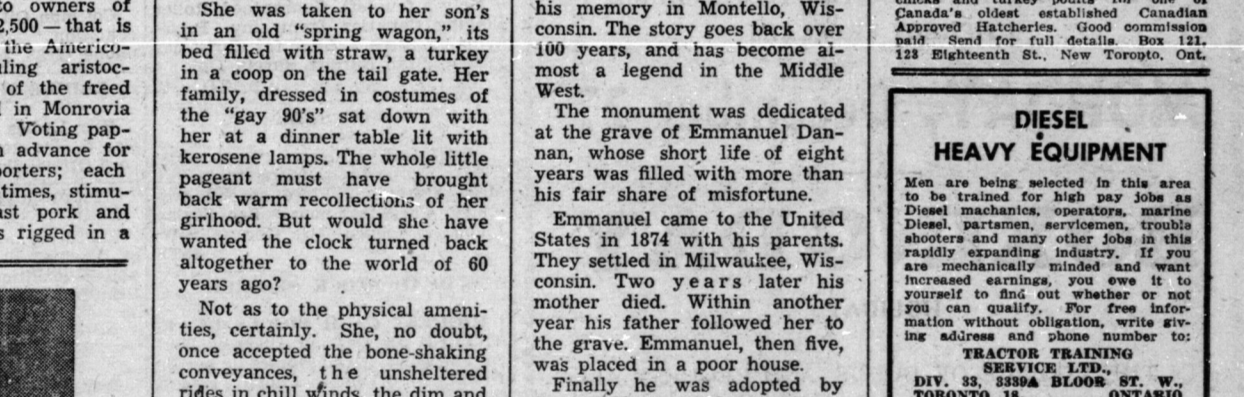 to owners of
2,500 — that is
the Americo-
uling aristoc-
of the freed
in Monrovia
Voting pap-
advance for
porters; each
times, stimu-
ast pork and
s rigged in a
She was taken to her son's
in an old "spring wagon," its
bed filled with straw, a turkey
in a coop on the tail gate. Her
family, dressed in costumes of
the "gay 90's" sat down with
her at a dinner table lit with
kerosene lamps. The whole little
pageant must have brought
back warm recollections of her
girlhood. But would she have
wanted the clock turned back
altogether to the world of 60
years ago?
Not as to the physical ameni-
ties, certainly. She, no doubt,
once accepted the bone-shaking
conveyances, the unsheltered
rides in chill winds, the dim and
his memory in Montello, Wis-
consin. The story goes back over
100 years, and has become al-
most a legend in the Middle
West.
The monument was dedicated
at the grave of Emmanuel Dan-
nan, whose short life of eight
years was filled with more than
his fair share of misfortune.
Emmanuel came to the United
States in 1874 with his parents.
They settled in Milwaukee, Wis-
consin. Two years later his
mother died. Within another
year his father followed her to
the grave. Emmanuel, then five,
was placed in a poor house.
Finally he was adopted by
chicks and turkey poults for one of
Canada's oldest established Canadian
Approved Hatcheries. Good commission
paid. Send for full details. Box 121,
128 Eighteenth St., New Toronto, Ont.
DIESEL
HEAVY EQUIPMENT
Men are being selected in this area
to be trained for high pay jobs as
Diesel machanics, operators, marine
Diesel, partsmen, servicemen, trouble
shooters and many other jobs in this
rapidly expanding industry. If you
are mechanically minded and want
increased earnings, you owe it to
yourself to find out whether or not
you can qualify. For free infor-
mation without obligation, write giv-
ing address and phone number to:
TRACTOR TRAINING
SERVICE LTD.,
DIV. 33, 3339A BLOOR ST. W.,
TORONTO 18 ONTARIO